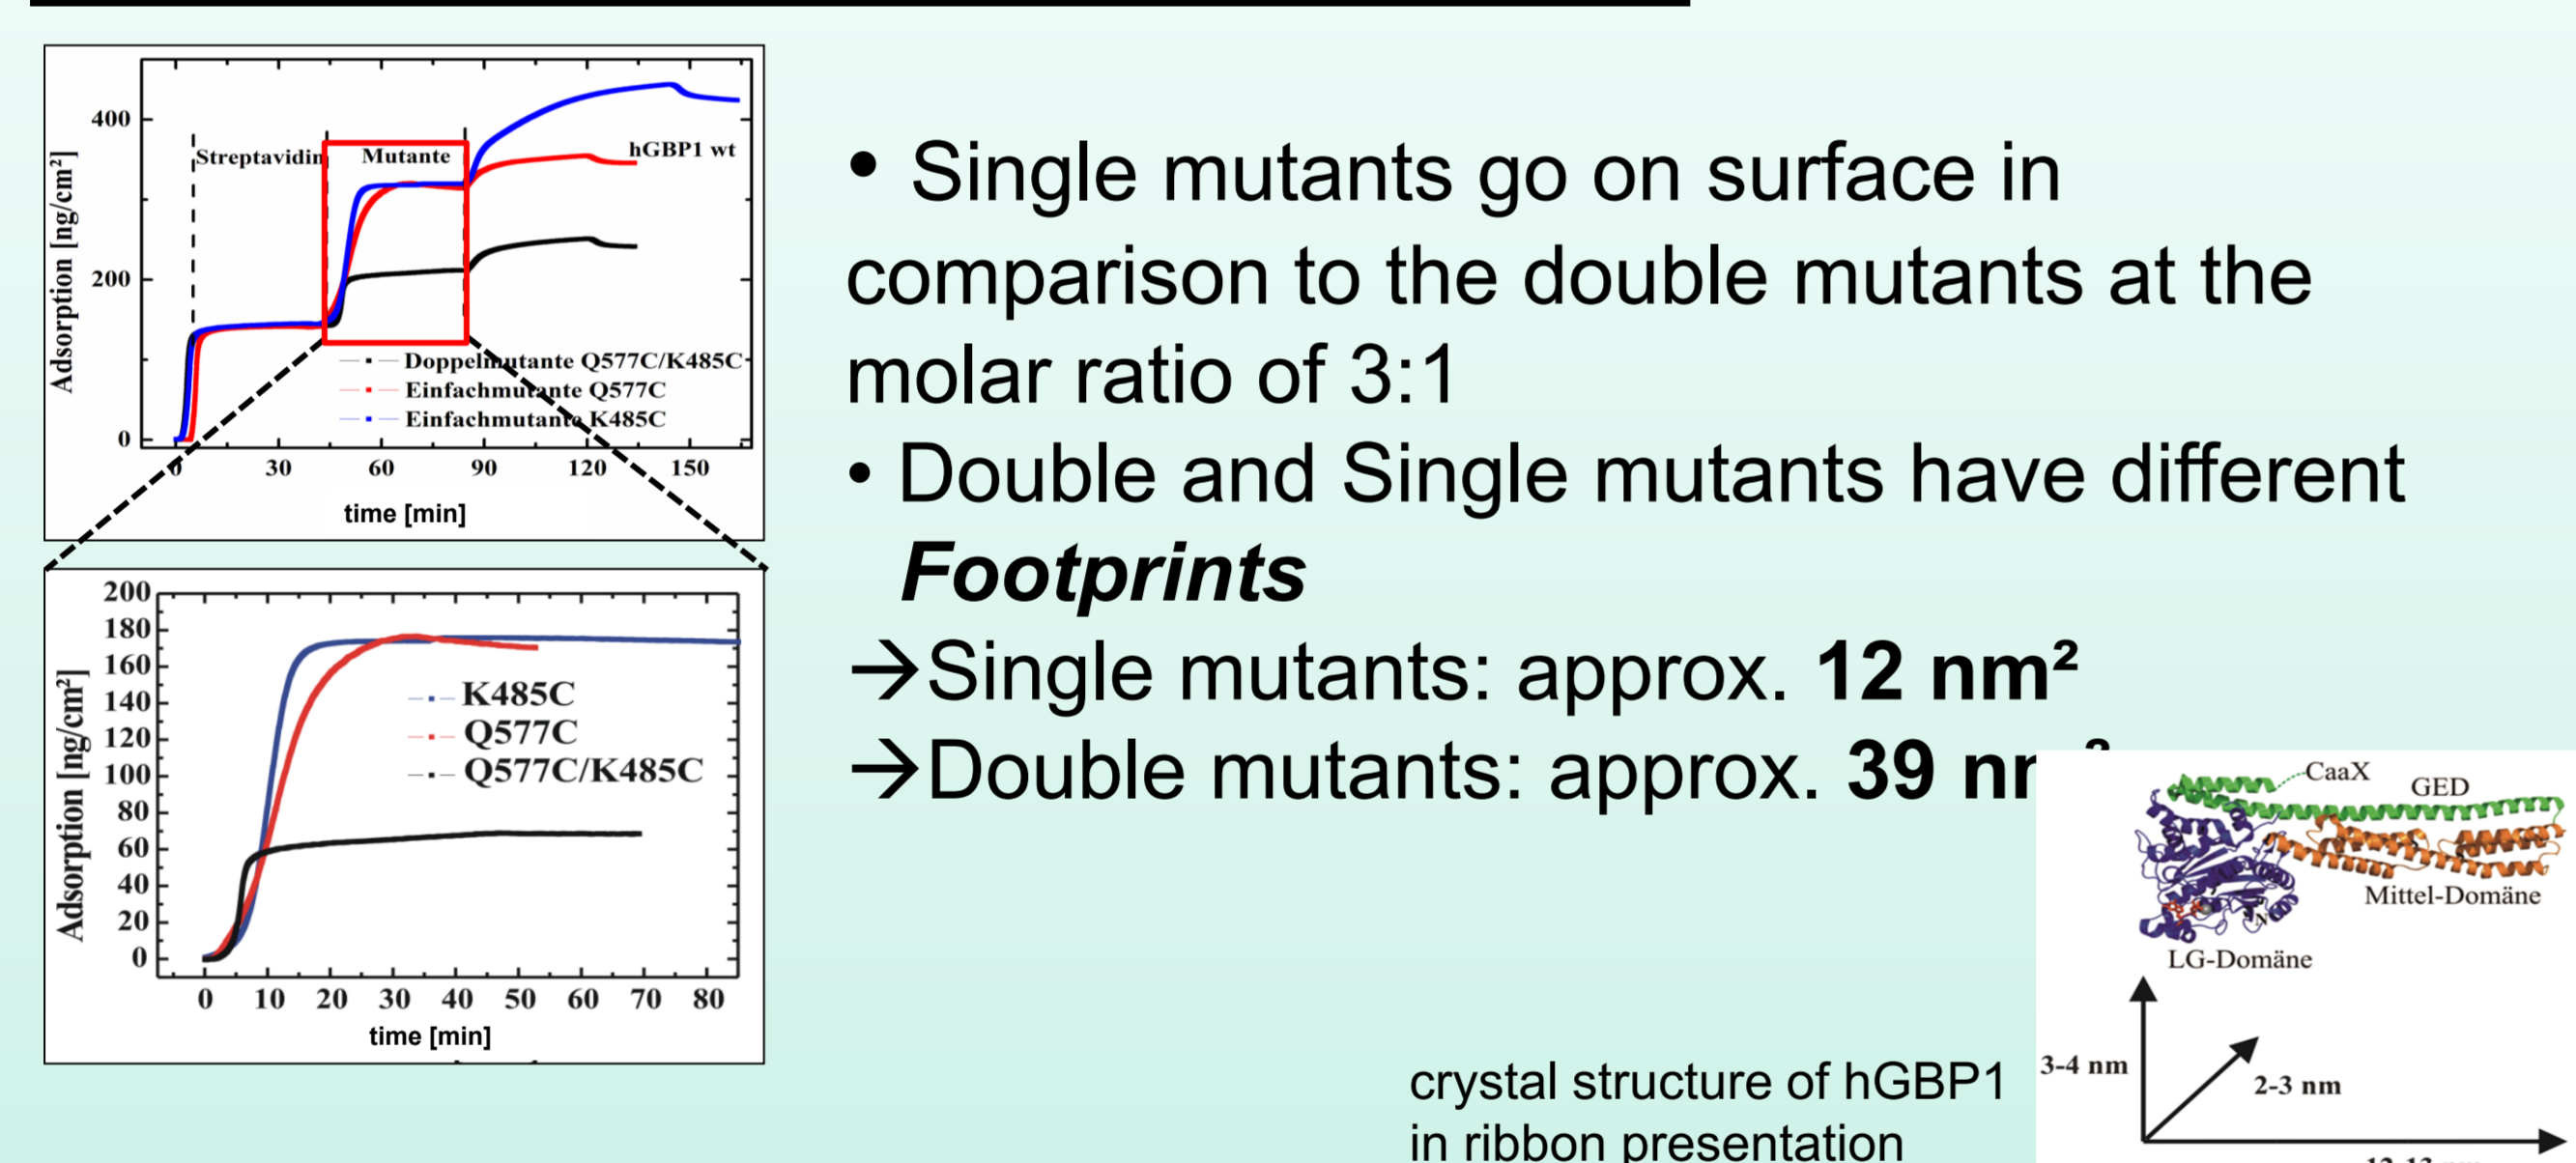 400
200
0
Adsorption [ng/cm²]
Streptavidin
Mutante
hGBP1 wt
Doppelmutante Q577C/K485C
Einfachmutante Q577C
Einfachmutante K485C
0 30 60 90 120 150
time [min]
200
180
160
140
120
100
80
60
40
20
0
Adsorption [ng/cm²]
K485C
Q577C
Q577C/K485C
0 10 20 30 40 50 60 70 80
time [min]
• Single mutants go on surface in
comparison to the double mutants at the
molar ratio of 3:1
• Double and Single mutants have different
Footprints
→Single mutants: approx. 12 nm²
→Double mutants: approx. 39
CaaX
GED
Mittel-Domäne
N
LG-Domäne
3-4 nm
2-3 nm
crystal structure of hGBP1
in ribbon presentation